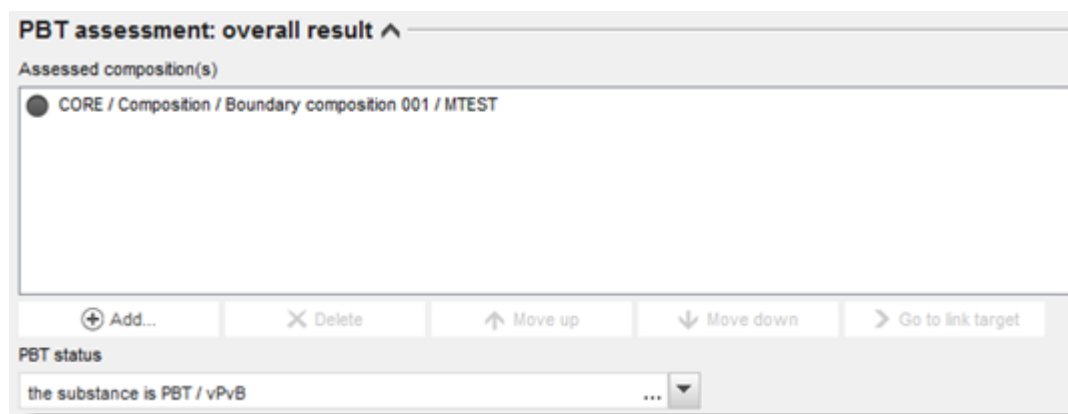 PBT assessment: overall result
Assessed composition(s)
CORE / Composition / Boundary composition 001 / MTEST
Add... Delete Move up Move down Go to link target
PBT status
the substance is PBT / vPvB ...